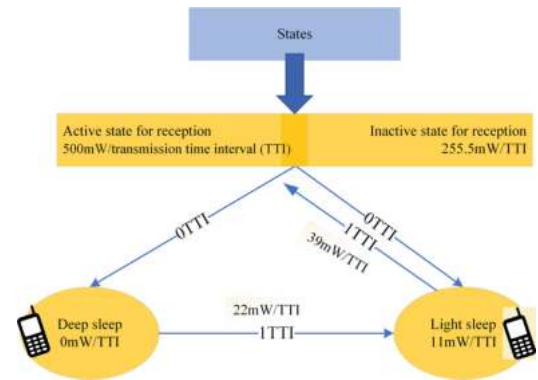 States
Active state for reception
500mW/transmission time interval (TTI)
Inactive state for reception
255.5mW/TTI
0TTI
0TTI
1TTI
39mW/TTI
Deep sleep
0mW/TTI
22mW/TTI
1TTI
Light sleep
11mW/TTI